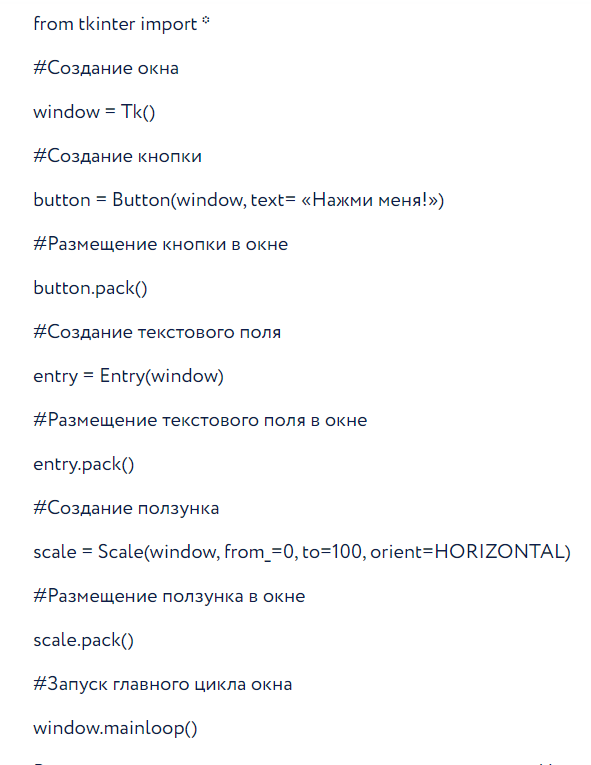 from tkinter import *
#Создание окна
window = Tk()
#Создание кнопки
button = Button(window, text= «Нажми меня!»)
#Размещение кнопки в окне
button.pack()
#Создание текстового поля
entry = Entry(window)
#Размещение текстового поля в окне
entry.pack()
#Создание ползунка
scale = Scale(window, from_=0, to=100, orient=HORIZONTAL)
#Размещение ползунка в окне
scale.pack()
#Запуск главного цикла окна
window.mainloop()